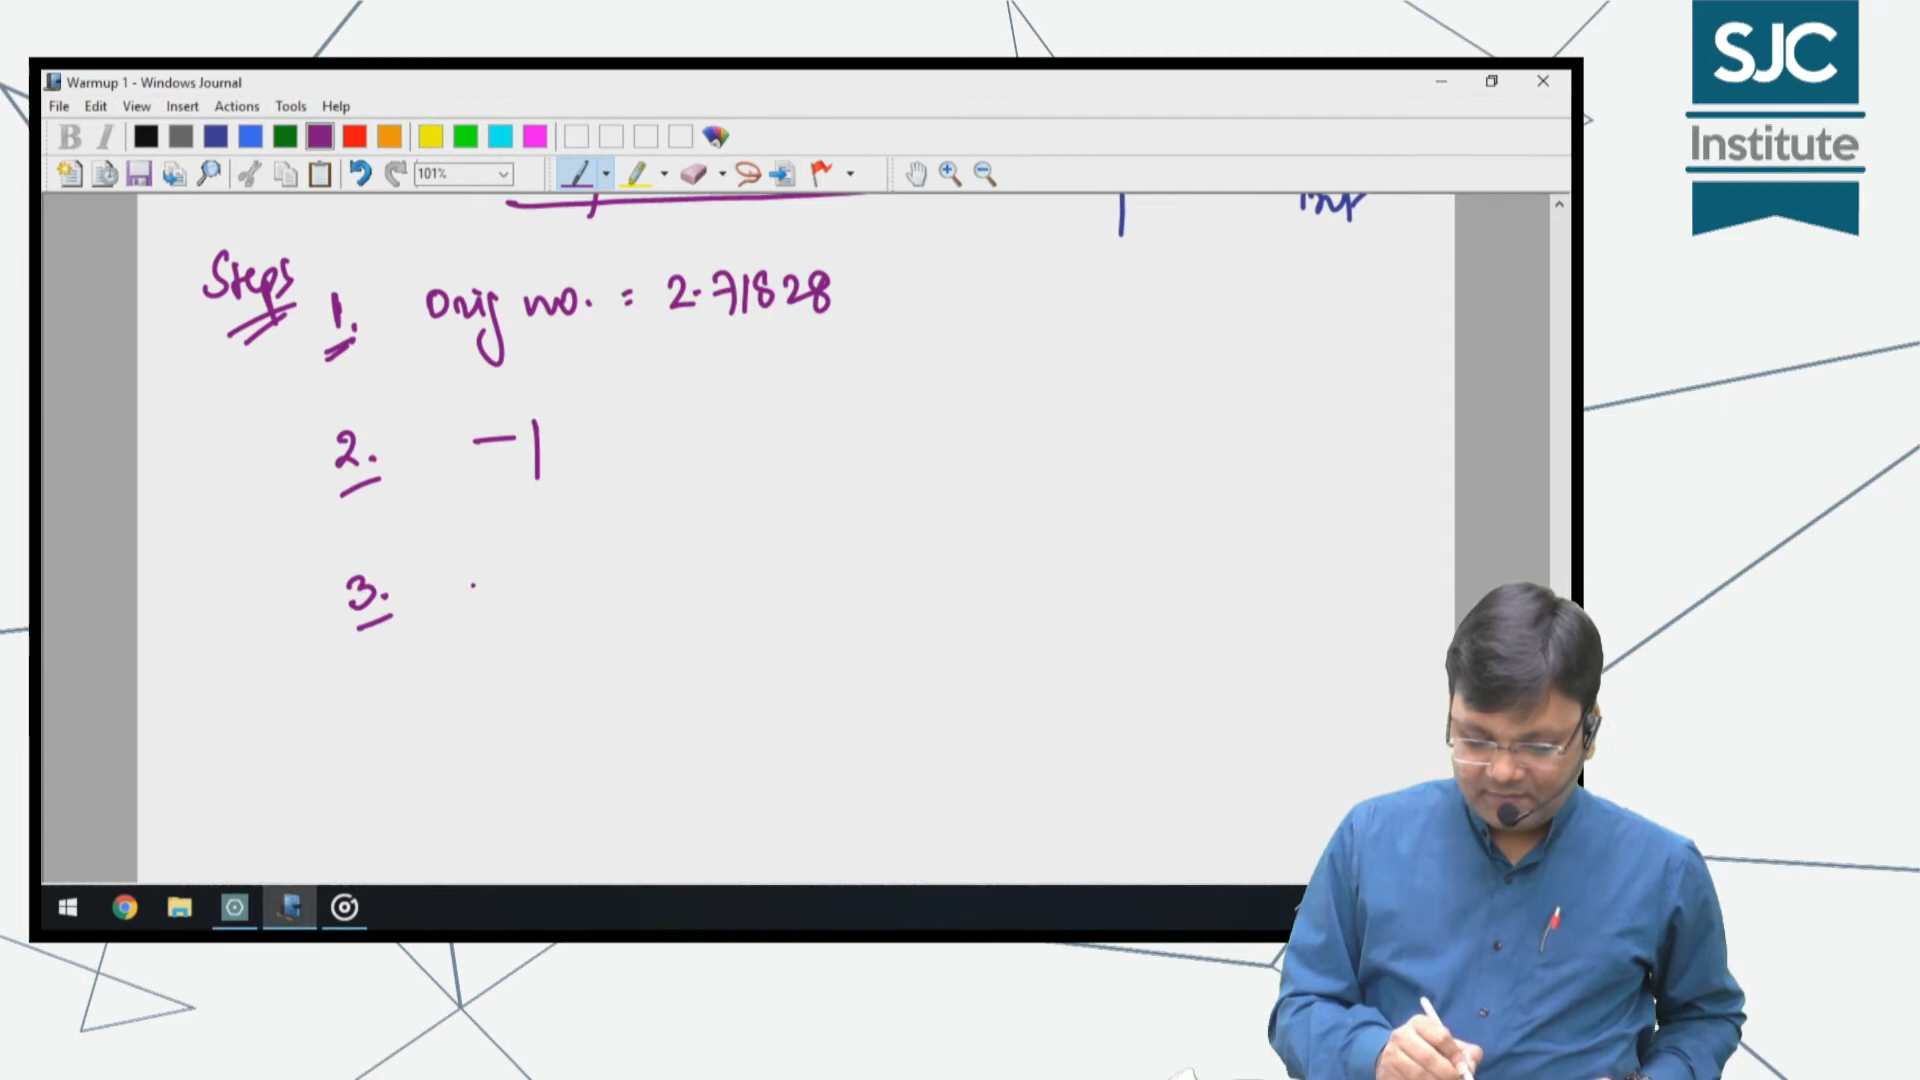 SJC
Institute
Warmup 1 - Windows Journal
File Edit View Insert Actions Tools Help
B I
101%
Steps
1. Orig no. = 2.71828
2. -1
3.